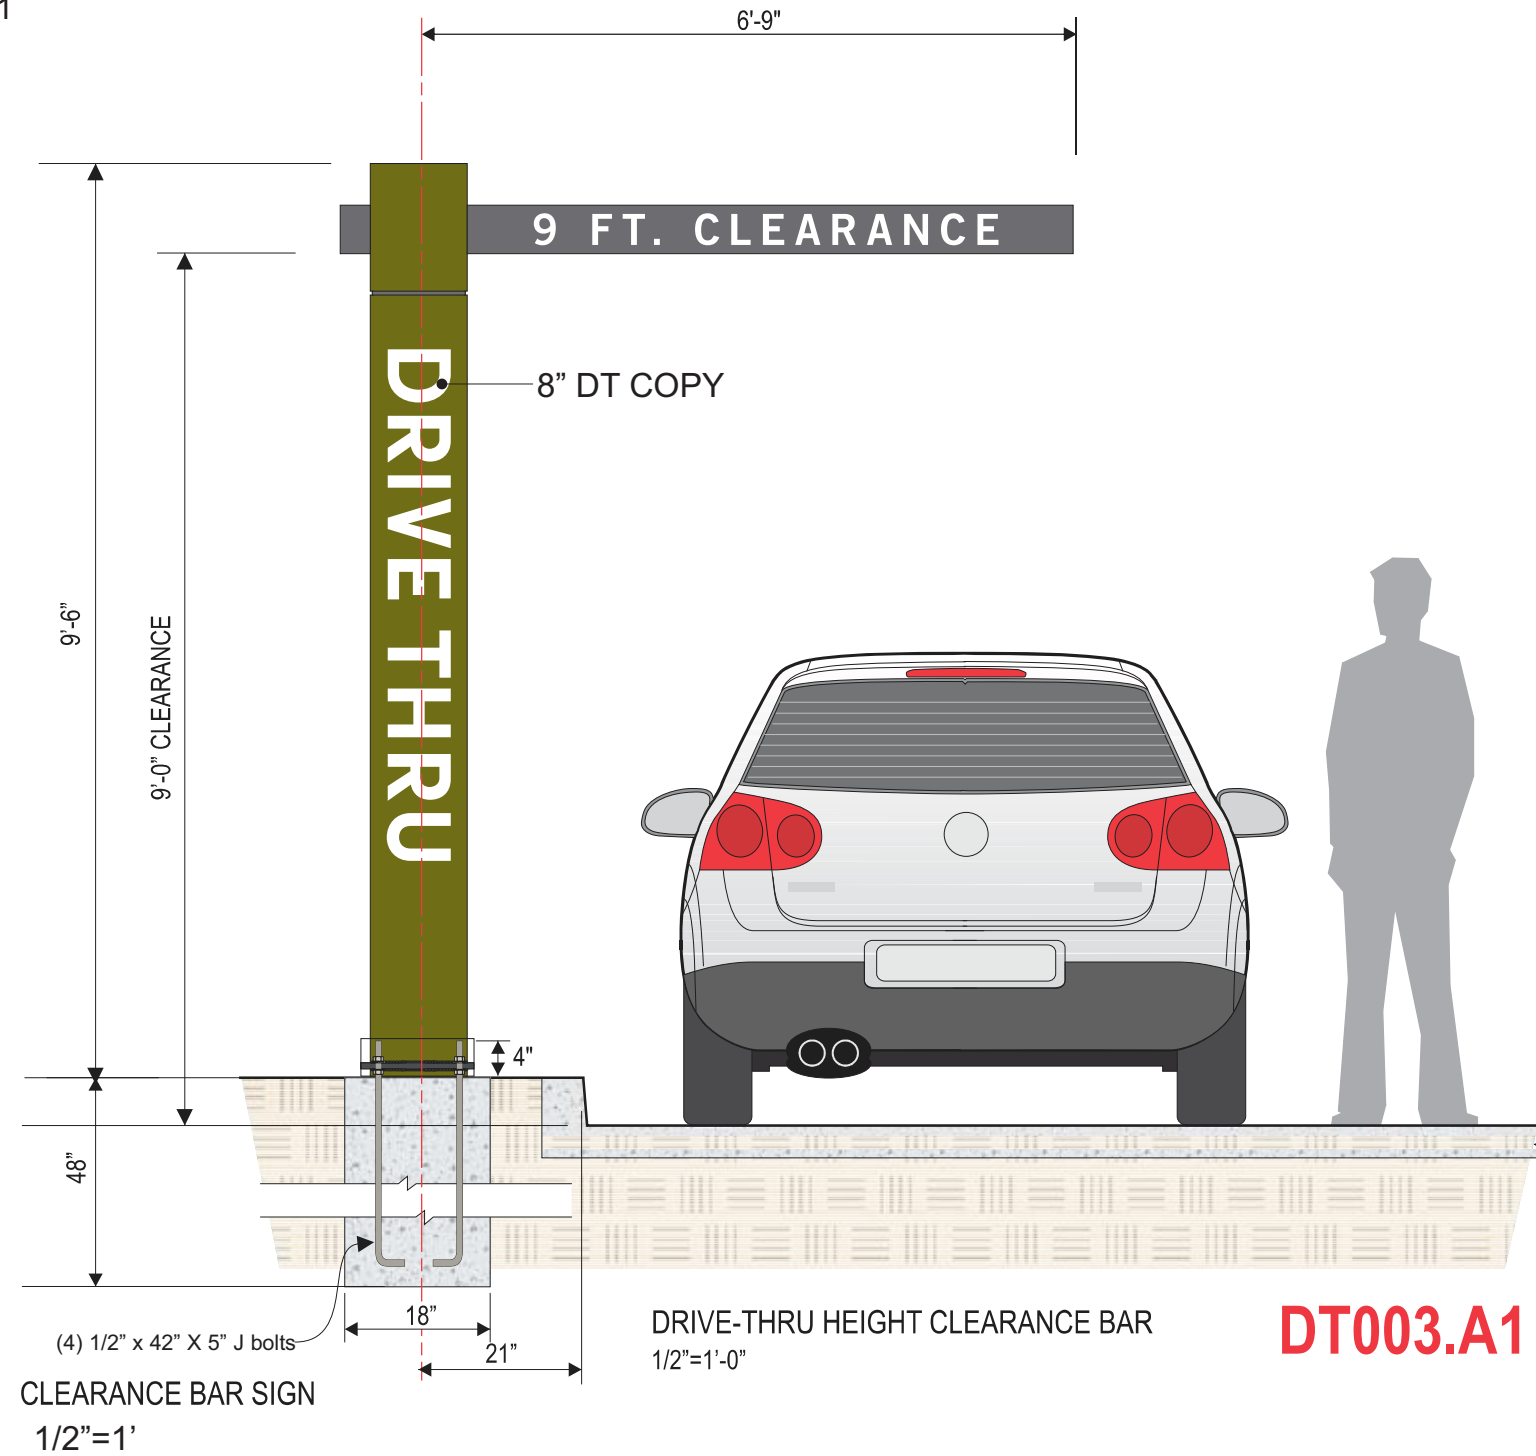 1
6'-9"
9 FT. CLEARANCE
8” DT COPY
DRIVE THRU
9’-6”
9’-0” CLEARANCE
4"
48”
18”
(4) 1/2” x 42” X 5” J bolts
21”
DRIVE-THRU HEIGHT CLEARANCE BAR
1/2”=1’-0”
DT003.A1
CLEARANCE BAR SIGN
1/2”=1’